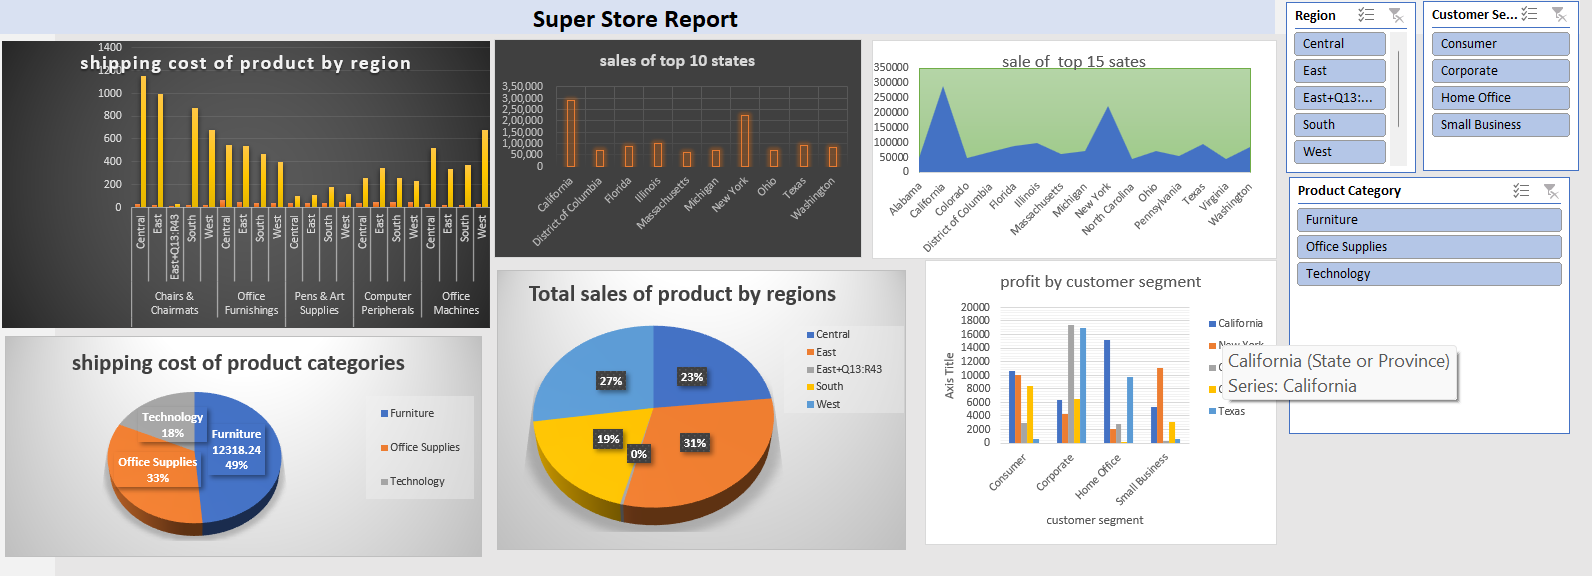 Super Store Report
shipping cost of product by region
1400
1200
1000
800
600
400
200
0
Central
East
East+Q13:R43
South
West
Central
East
South
West
Central
East
South
West
Central
East
South
West
Central
East
South
West
Chairs & Chairmats
Office Furnishings
Pens & Art Supplies
Computer Peripherals
Office Machines
sales of top 10 states
3,50,000
3,00,000
2,50,000
2,00,000
1,50,000
1,00,000
50,000
0
California
District of Columbia
Florida
Illinois
Massachusetts
Michigan
New York
Ohio
Texas
Washington
sale of top 15 sates
350000
300000
250000
200000
150000
100000
50000
0
Alabama
California
Colorado
District of Columbia
Florida
Illinois
Massachusetts
Michigan
New York
North Carolina
Ohio
Pennsylvania
Texas
Virginia
Washington
Region
Central
East
East+Q13:...
South
West
Customer Se...
Consumer
Corporate
Home Office
Small Business
Product Category
Furniture
Office Supplies
Technology
shipping cost of product categories
Technology
18%
Furniture
12318.24
49%
Office Supplies
33%
Furniture
Office Supplies
Technology
Total sales of product by regions
27%
23%
19%
0%
31%
Central
East
East+Q13:R43
South
West
profit by customer segment
Axis Title
20000
18000
16000
14000
12000
10000
8000
6000
4000
2000
0
Consumer
Corporate
Home Office
Small Business
customer segment
California
New York
Texas
California (State or Province)
Series: California